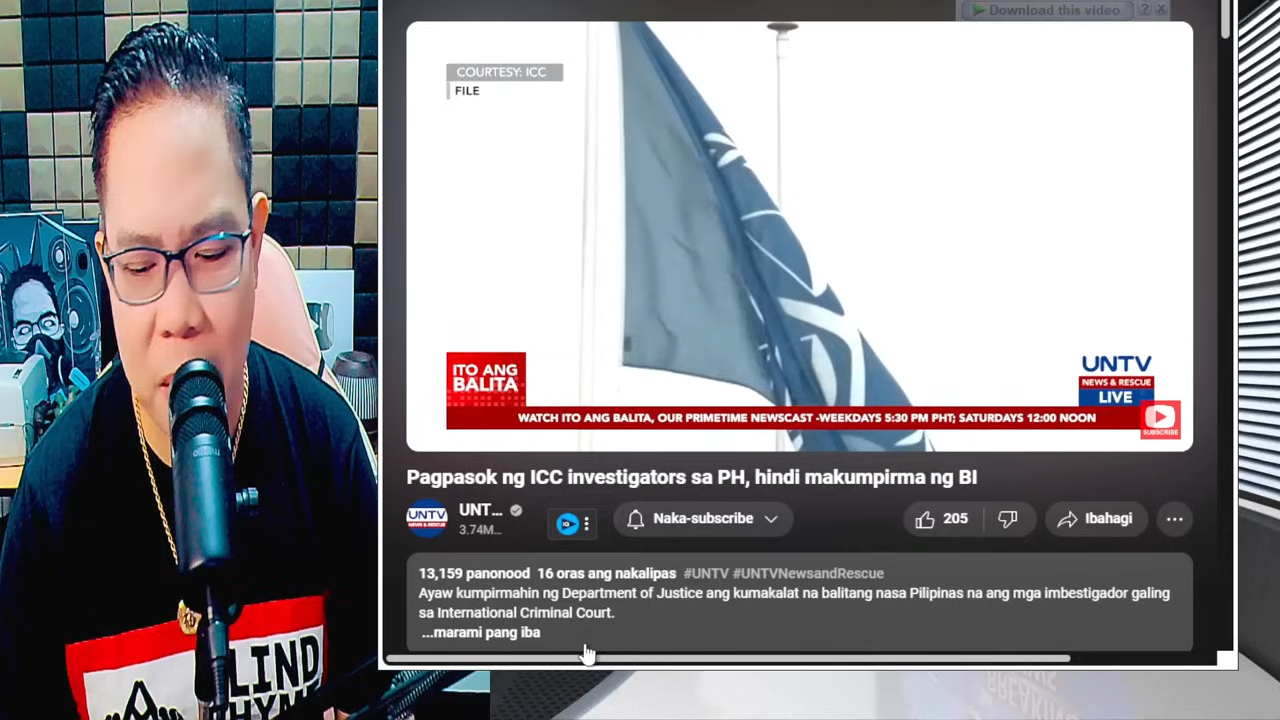 Download this video
COURTESY: ICC
FILE
ITO ANG
BALITA
UNTV
NEWS & RESCUE
LIVE
WATCH ITO ANG BALITA, OUR PRIMETIME NEWSCAST -WEEKDAYS 5:30 PM PHT; SATURDAYS 12:00 NOON
SUBSCRIBE
Pagpasok ng ICC investigators sa PH, hindi makumpirma ng BI
UNTV
NEWS & RESCUE
UNT...
3.74M...
Naka-subscribe
205
Ibahagi
...
13,159 panonood 16 oras ang nakalipas #UNTV #UNTVNewsandRescue
Ayaw kumpirmahin ng Department of Justice ang kumakalat na balitang nasa Pilipinas na ang mga imbestigador galing
sa International Criminal Court.
...marami pang iba